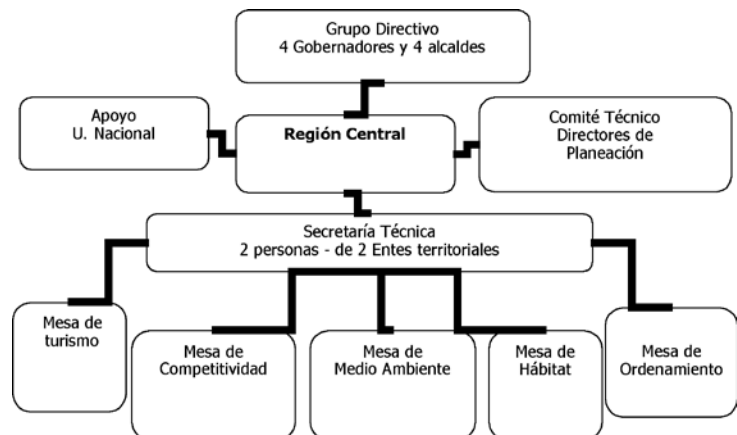 Grupo Directivo
4 Gobernadores y 4 alcaldes
Apoyo
U. Nacional
Región Central
Comité Técnico
Directores de
Planeación
Secretaría Técnica
2 personas - de 2 Entes territoriales
Mesa de
turismo
Mesa de
Competitividad
Mesa de
Medio Ambiente
Mesa de
Hábitat
Mesa de
Ordenamiento